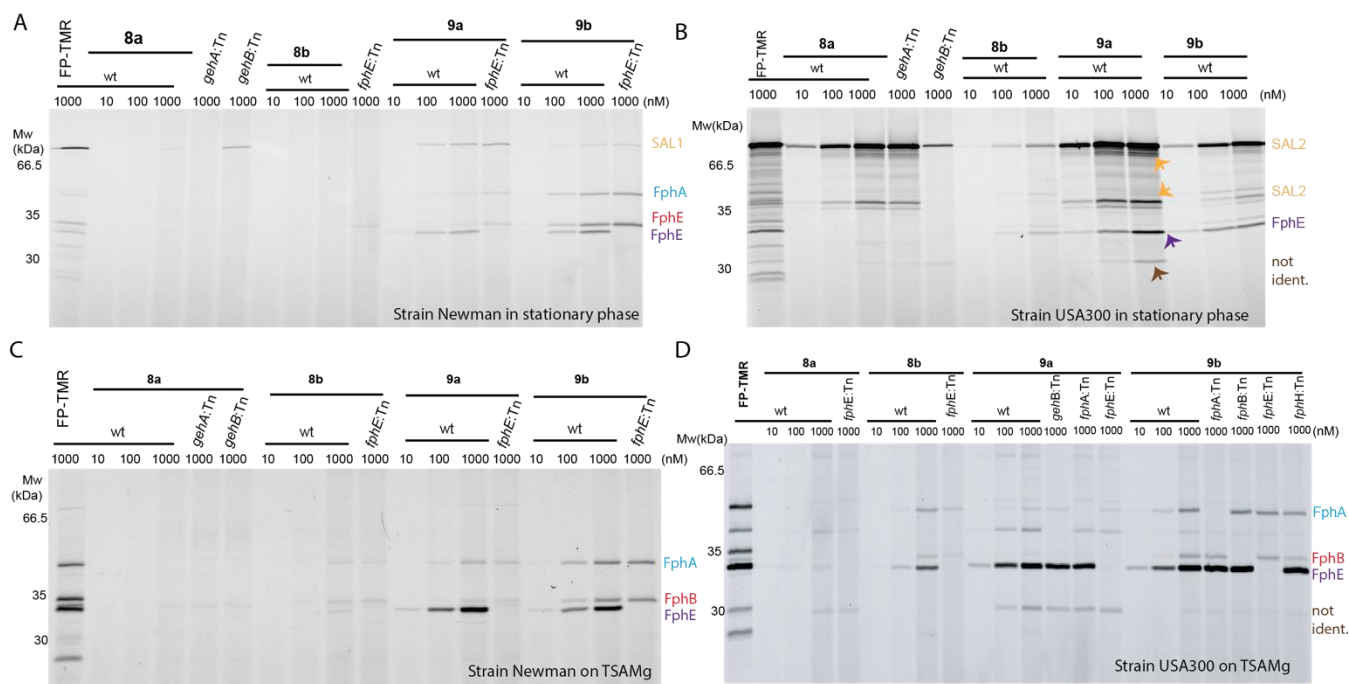 A
FP-TMR
8a
gehA:Tn
gehB:Tn
8b
fphE:Tn
9a
fphE:Tn
9b
fphE:Tn
wt wt wt wt
1000 10 100 1000 1000 1000 10 100 1000 1000 10 100 1000 1000 10 100 1000 1000 (nM)
Mw
(kDa)
66.5
35
30
SAL1
FphA
FphE
FphE
Strain Newman in stationary phase
B
FP-TMR
8a
gehA:Tn
gehB:Tn
8b
9a
9b
wt wt wt wt
1000 10 100 1000 1000 1000 10 100 1000 10 100 1000 10 100 1000 (nM)
Mw(kDa)
66.5
35
30
SAL2
SAL2
FphE
not
ident.
Strain USA300 in stationary phase
C
FP-TMR
8a
gehA:Tn
gehB:Tn
8b
fphE:Tn
9a
fphE:Tn
9b
fphE:Tn
wt wt wt wt
1000 10 100 1000 1000 1000 10 100 1000 1000 10 100 1000 1000 10 100 1000 1000 (nM)
Mw
(kDa)
66.5
35
30
FphA
FphB
FphE
Strain Newman on TSAMg
D
FP-TMR
8a
fphE:Tn
8b
fphE:Tn
9a
gehB:Tn
fphA:Tn
fphE:Tn
9b
fphA:Tn
fphB:Tn
fphE:Tn
fphH:Tn
wt wt wt wt
10 100 1000 1000 10 100 1000 1000 10 100 1000 1000 1000 1000 10 100 1000 1000 1000 1000 1000 (nM)
Mw(kDa)
66.5
35
30
FphA
FphB
FphE
not
ident.
Strain USA300 on TSAMg